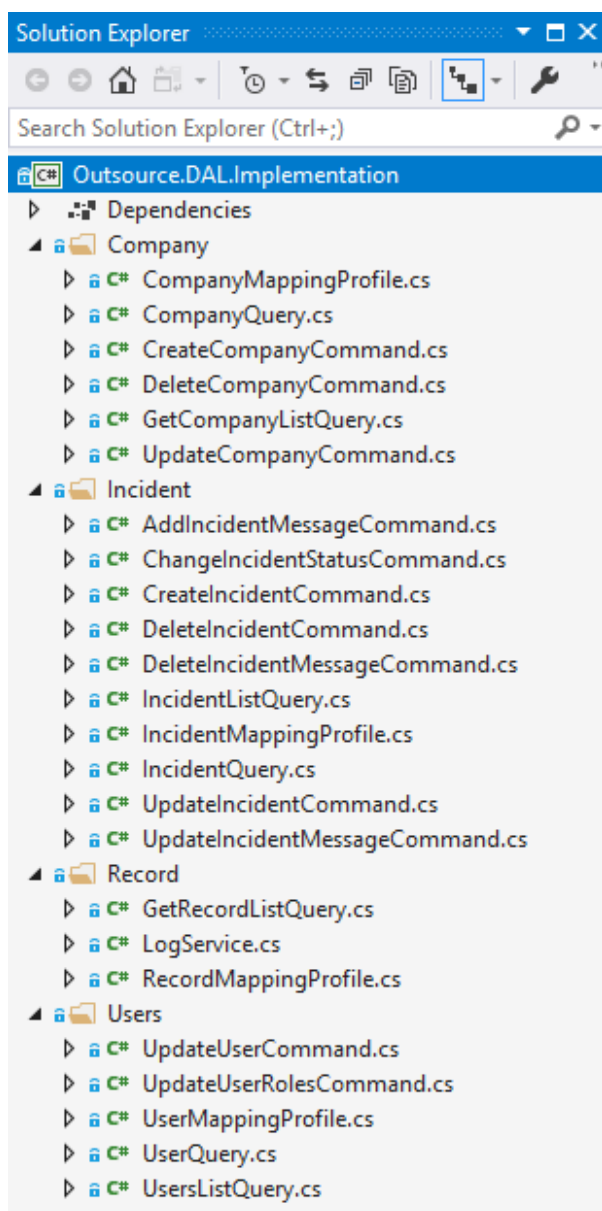 Solution Explorer
Search Solution Explorer (Ctrl+;)
C# Outsource.DAL.Implementation
Dependencies
Company
C# CompanyMappingProfile.cs
C# CompanyQuery.cs
C# CreateCompanyCommand.cs
C# DeleteCompanyCommand.cs
C# GetCompanyListQuery.cs
C# UpdateCompanyCommand.cs
Incident
C# AddIncidentMessageCommand.cs
C# ChangeIncidentStatusCommand.cs
C# CreateIncidentCommand.cs
C# DeleteIncidentCommand.cs
C# DeleteIncidentMessageCommand.cs
C# IncidentListQuery.cs
C# IncidentMappingProfile.cs
C# IncidentQuery.cs
C# UpdateIncidentCommand.cs
C# UpdateIncidentMessageCommand.cs
Record
C# GetRecordListQuery.cs
C# LogService.cs
C# RecordMappingProfile.cs
Users
C# UpdateUserCommand.cs
C# UpdateUserRolesCommand.cs
C# UserMappingProfile.cs
C# UserQuery.cs
C# UsersListQuery.cs